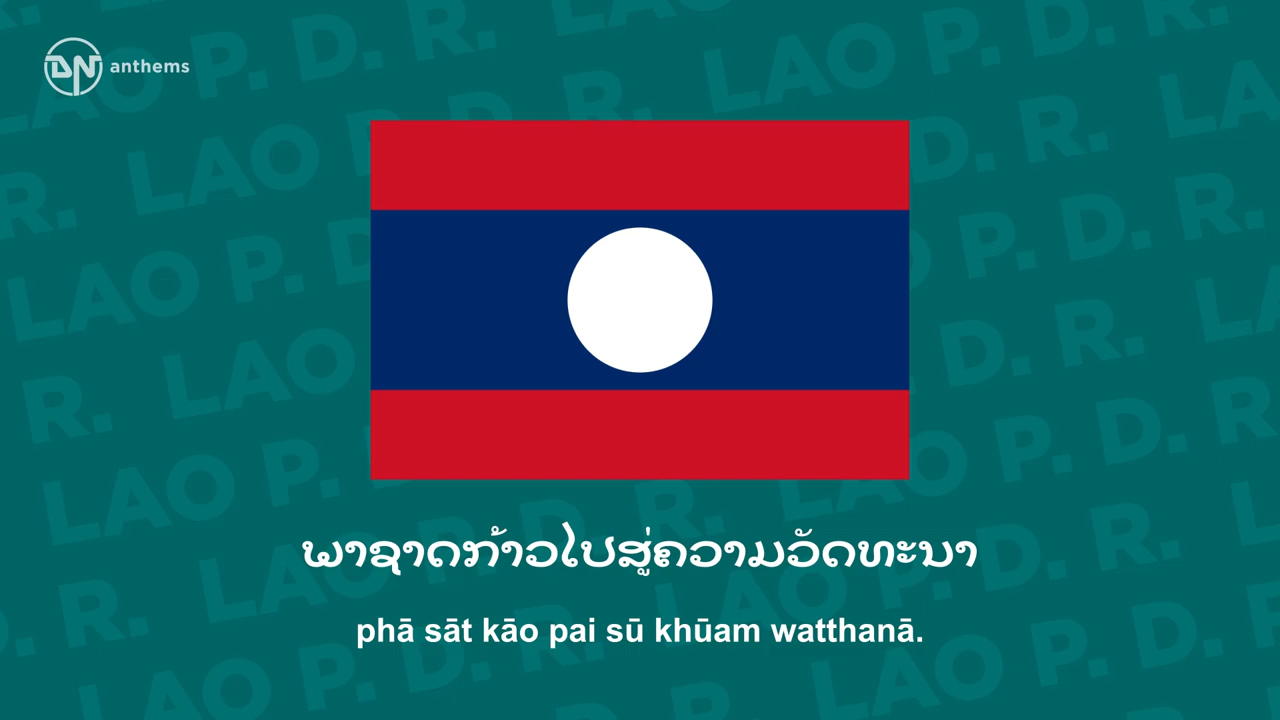 DN anthems
ພາຊາດກ້າວໄປສູ່ຄວາມວັດທະນາ
phā sāt kāo pai sū khūam watthanā.
LAO P. D. R.